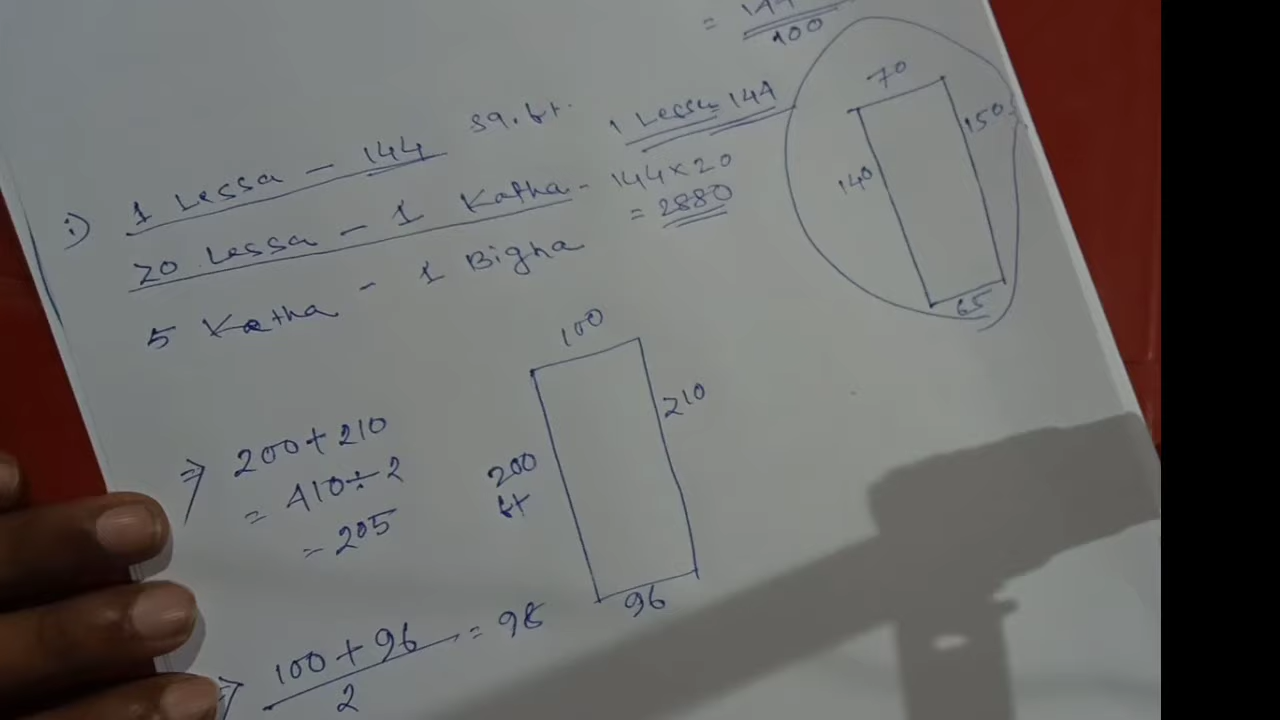 = 
100
i) 1 Lessa - 144 sq.ft.
20 Lessa - 1 Katha - 144×20
= 2880
5 Katha - 1 Bigha
1 Lessa 144
70
150
140
65
100
210
200
ft
96
⇒ 200+210
= 410÷2
= 205
⇒ 100+96 = 98
2